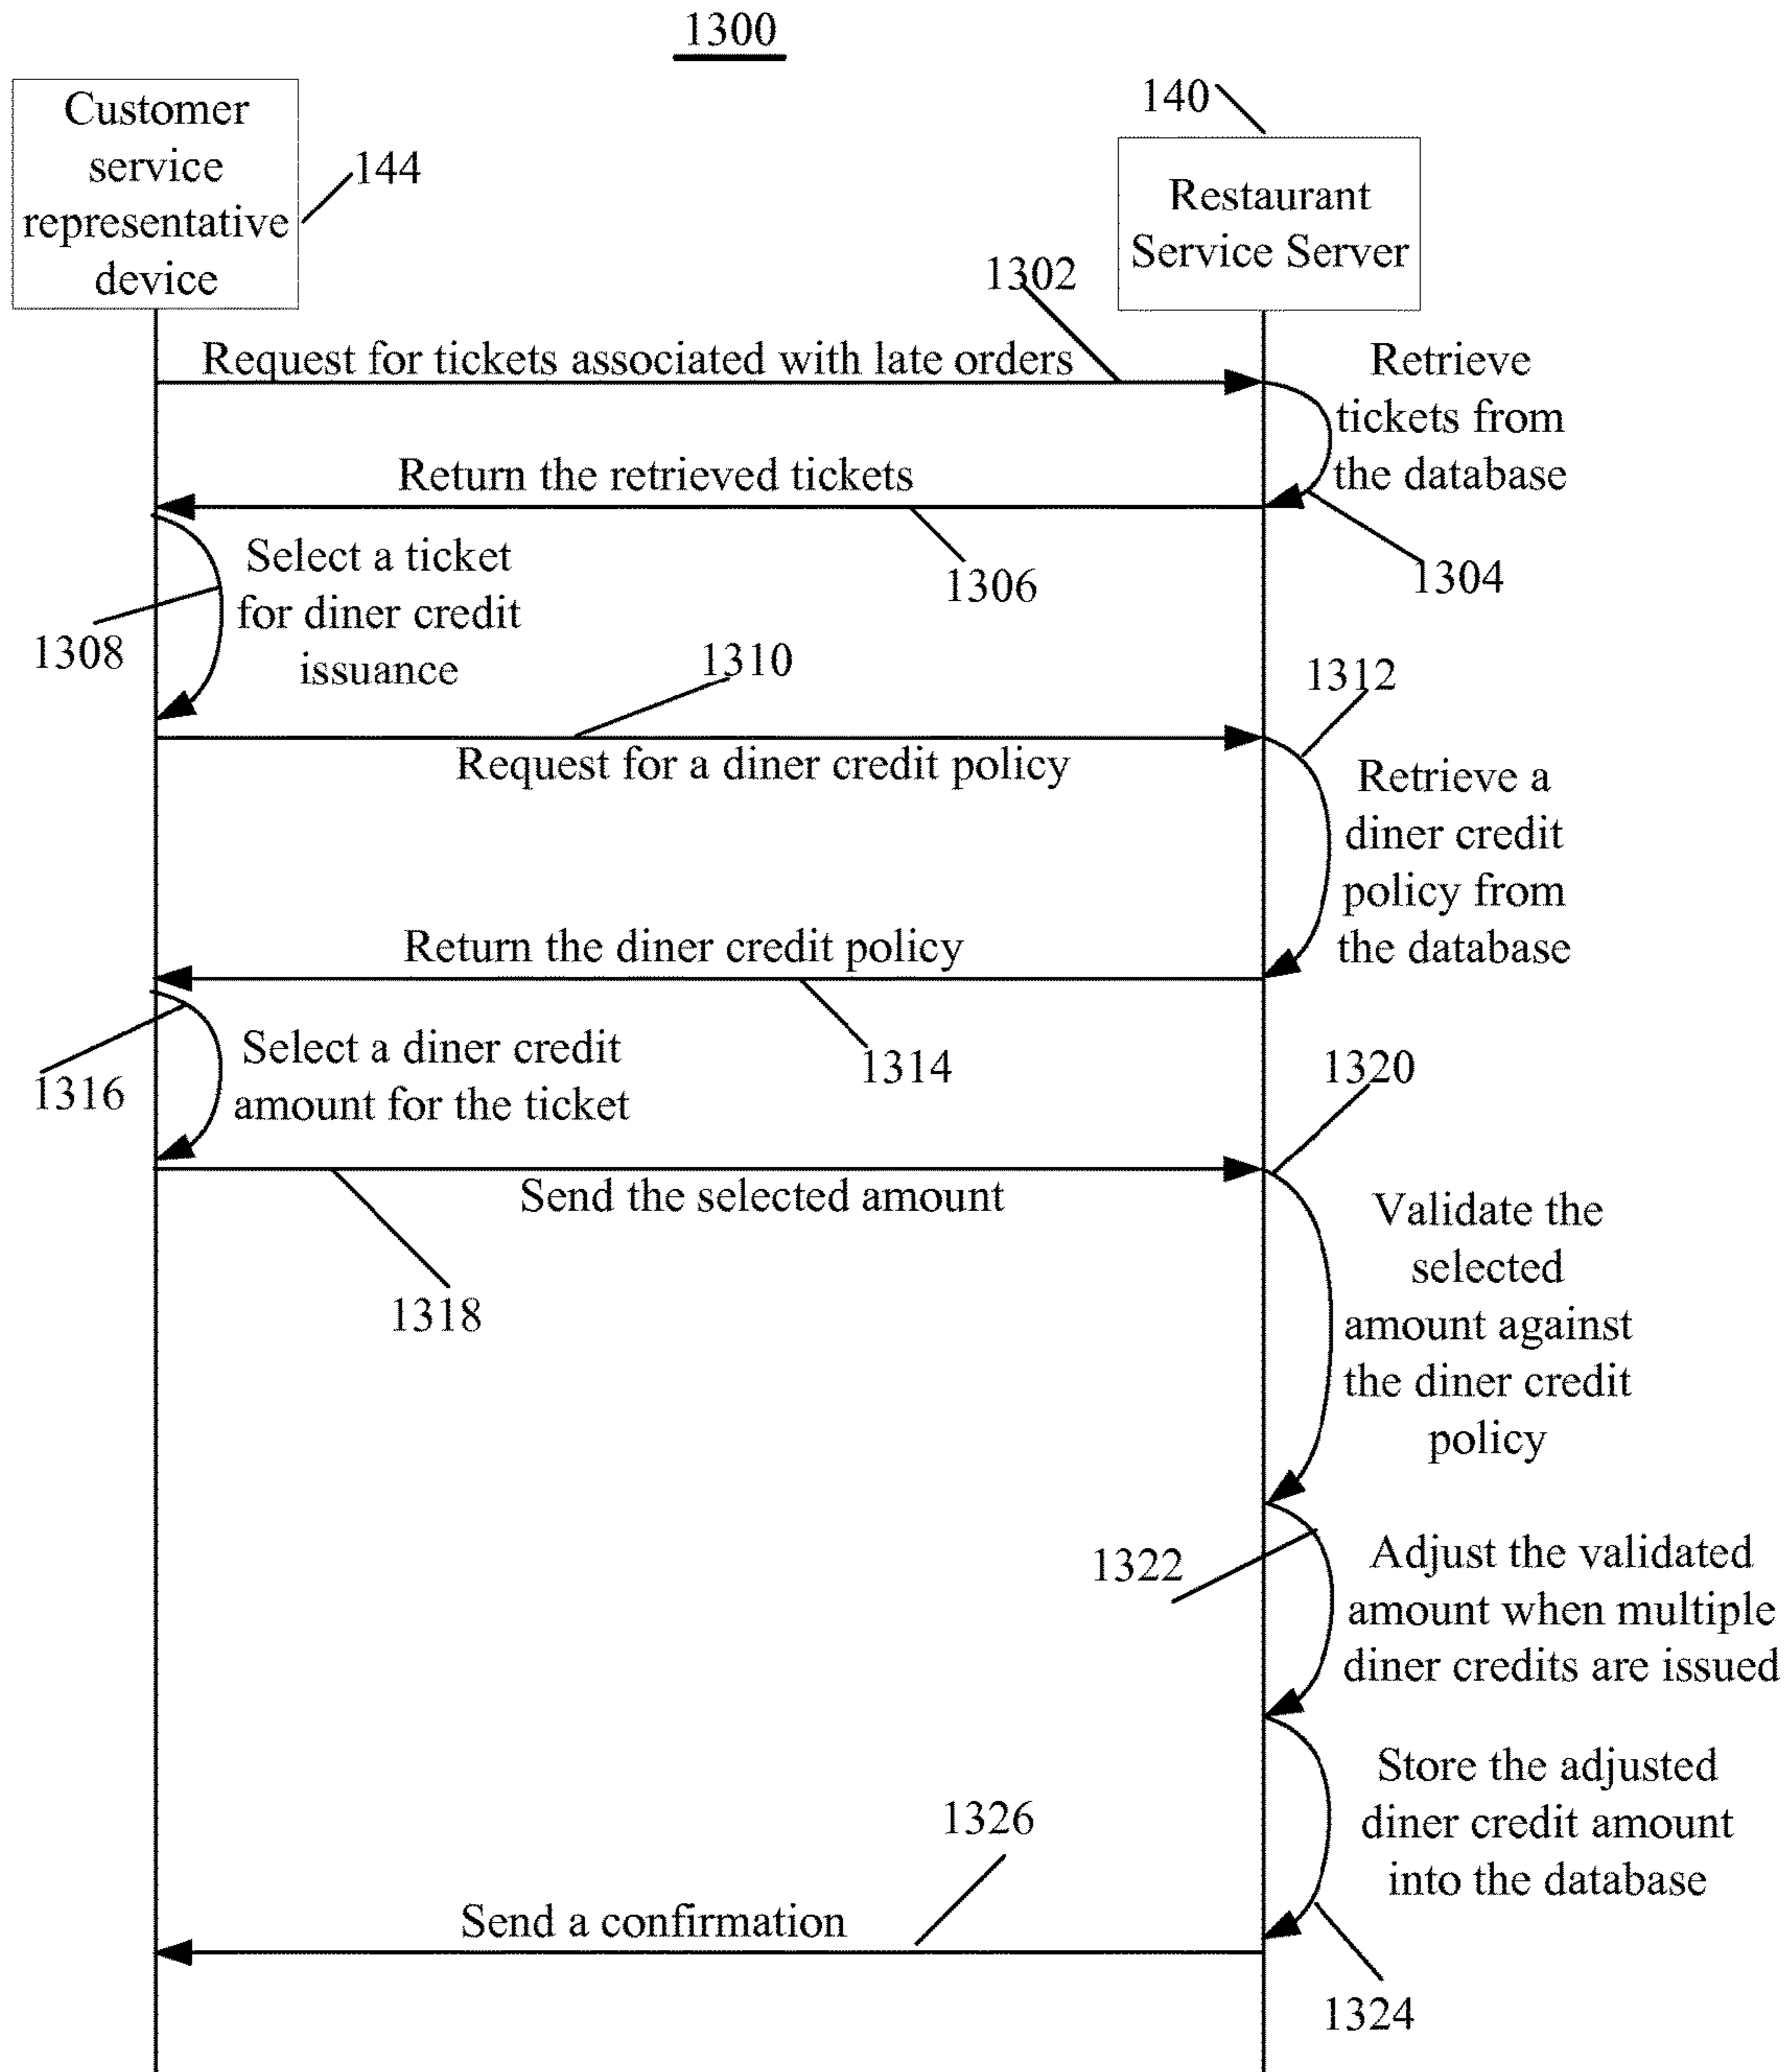 1300
Customer
service
representative
device
144
140
Restaurant
Service Server
1302
Request for tickets associated with late orders
Retrieve
tickets from
the database
1304
Return the retrieved tickets
1306
Select a ticket
for diner credit
issuance
1308
1310
Request for a diner credit policy
1312
Retrieve a
diner credit
policy from
the database
Return the diner credit policy
1314
Select a diner credit
amount for the ticket
1316
1320
Send the selected amount
1318
Validate the
selected
amount against
the diner credit
policy
1322
Adjust the validated
amount when multiple
diner credits are issued
Store the adjusted
diner credit amount
into the database
1326
Send a confirmation
1324